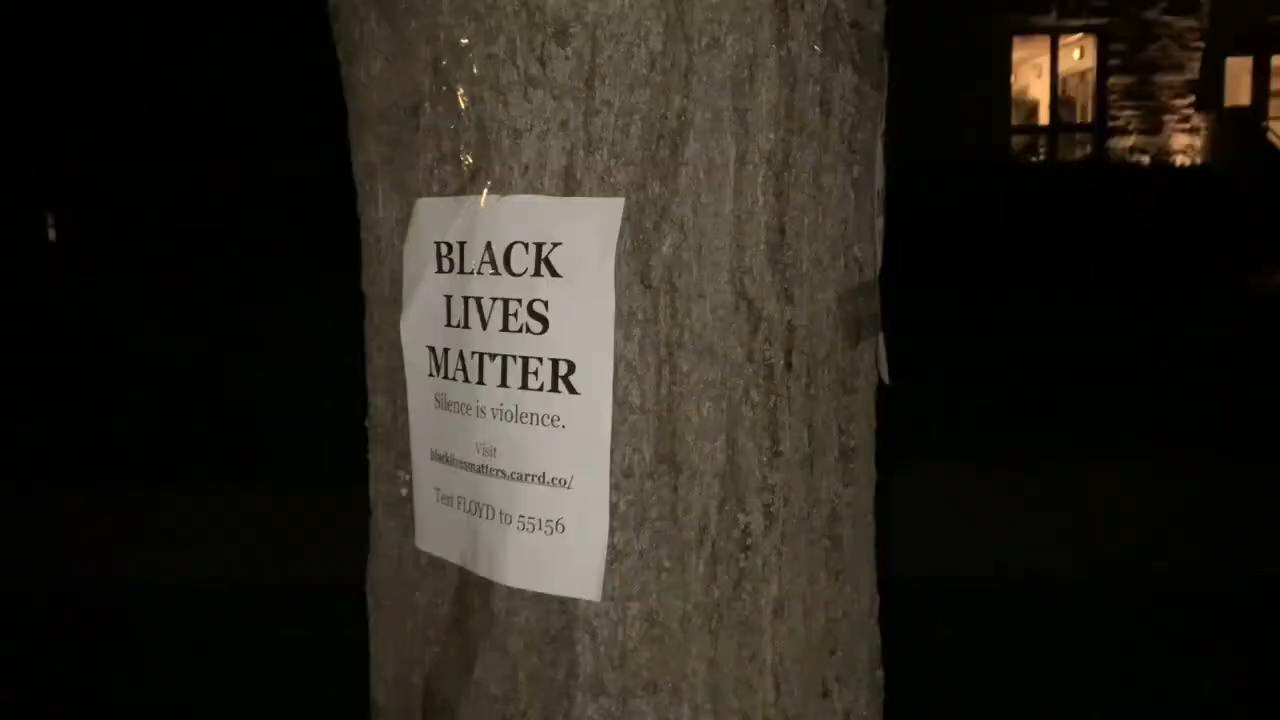 BLACK
LIVES
MATTER
Silence is violence.
Visit
blacklivesmatters.carrd.co/
Text FLOYD to 55156